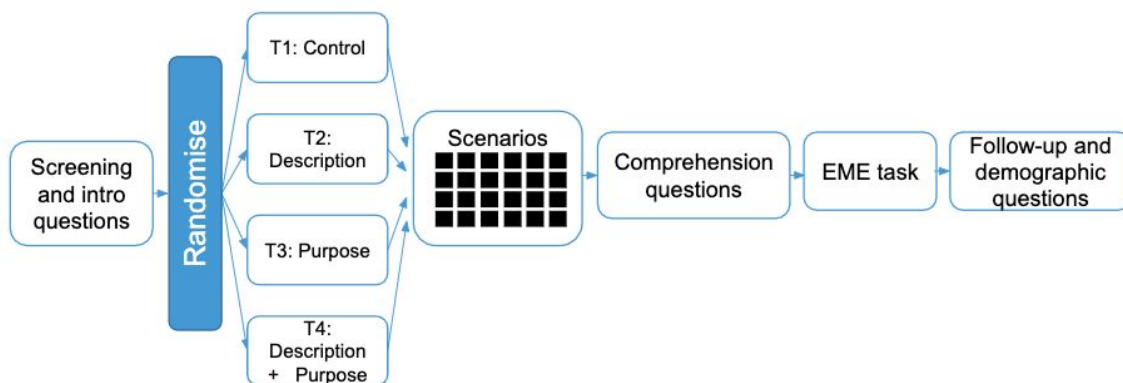 Screening
and intro
questions
Randomise
T1: Control
T2:
Description
T3: Purpose
T4:
Description
+ Purpose
Scenarios
Comprehension
questions
EME task
Follow-up and
demographic
questions